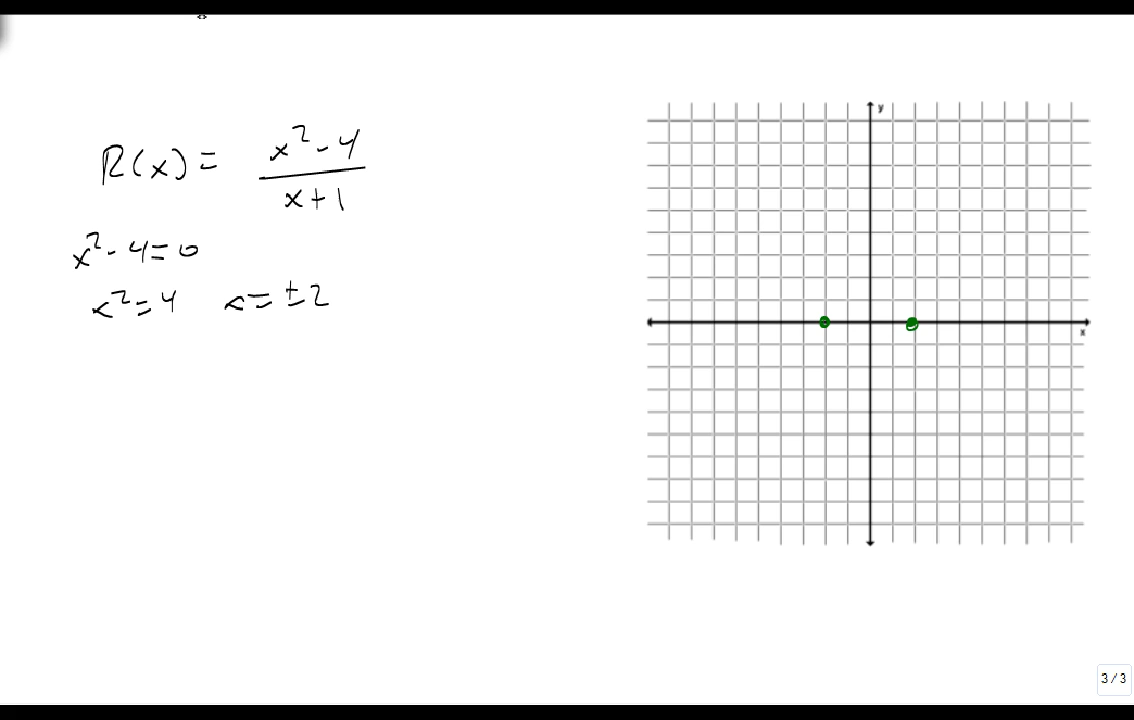 R(x) = x²-4 / x+1
x²-4=0
x²=4 x=±2
y
x
3/3